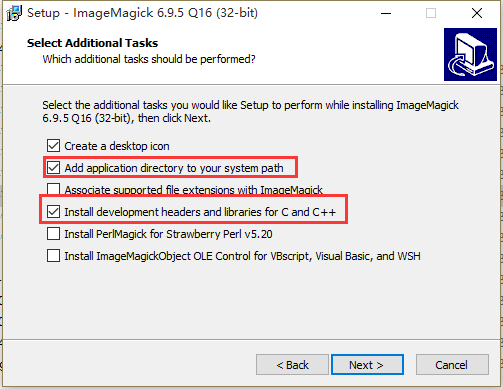 Setup - ImageMagick 6.9.5 Q16 (32-bit)
Select Additional Tasks
Which additional tasks should be performed?
Select the additional tasks you would like Setup to perform while installing ImageMagick
6.9.5 Q16 (32-bit), then click Next.
Create a desktop icon
Add application directory to your system path
Associate supported file extensions with ImageMagick
Install development headers and libraries for C and C++
Install PerlMagick for Strawberry Perl v5.20
Install ImageMagickObject OLE Control for VBscript, Visual Basic, and WSH
< Back
Next >
Cancel